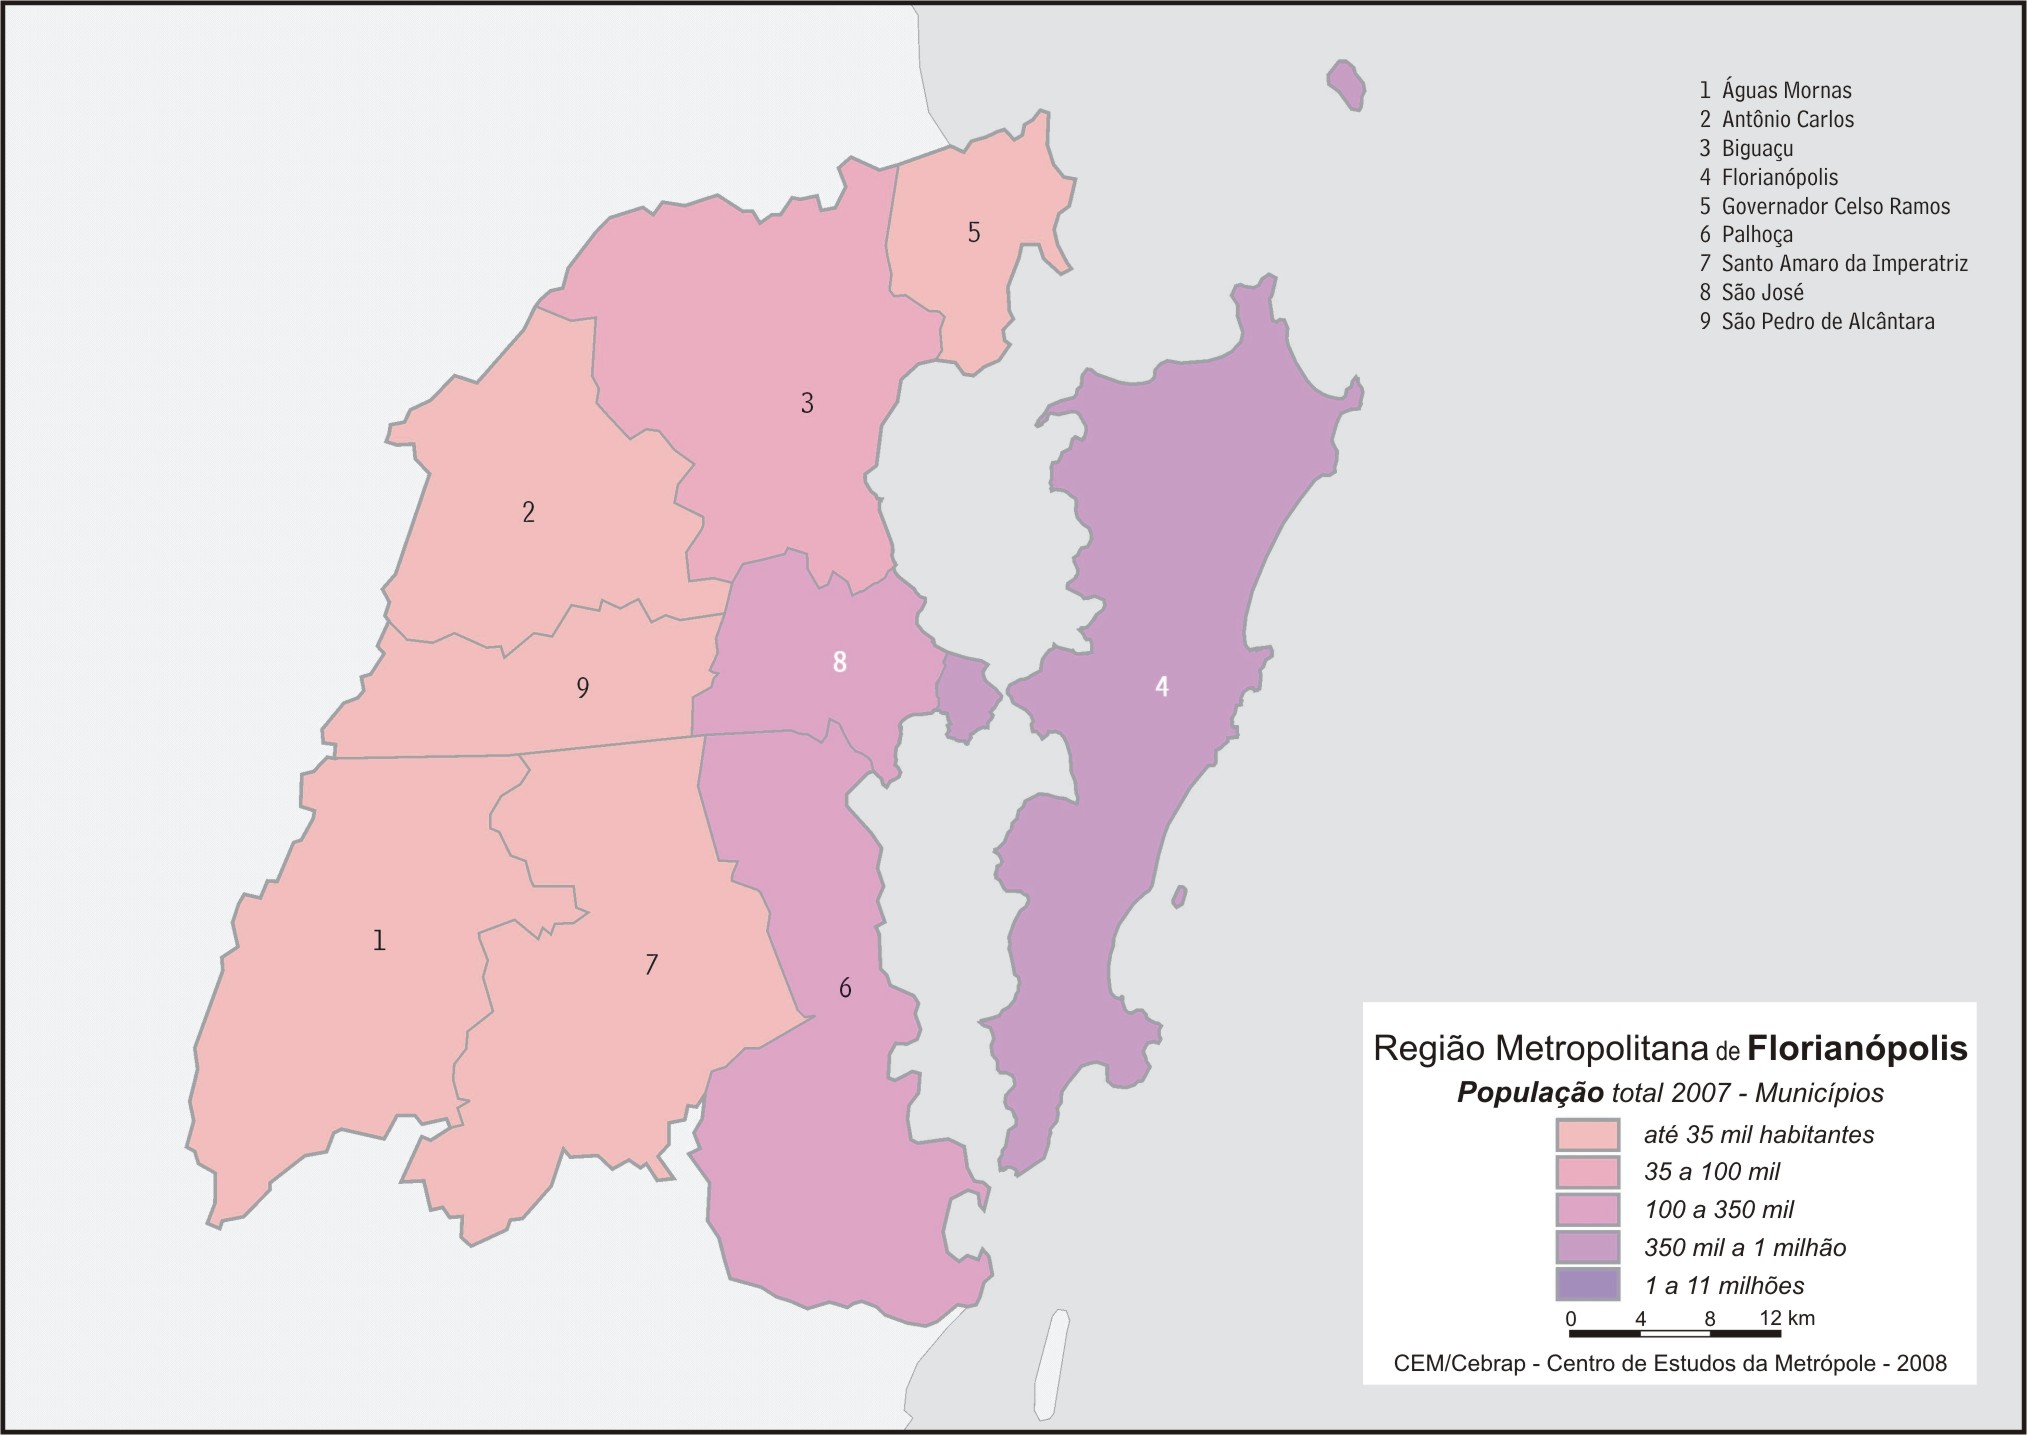 1 Águas Mornas
2 Antônio Carlos
3 Biguaçu
4 Florianópolis
5 Governador Celso Ramos
6 Palhoça
7 Santo Amaro da Imperatriz
8 São José
9 São Pedro de Alcântara
5
3
2
8
9
4
1
7
6
Região Metropolitana de Florianópolis
População total 2007 - Municípios
até 35 mil habitantes
35 a 100 mil
100 a 350 mil
350 mil a 1 milhão
1 a 11 milhões
0 4 8 12 km
CEM/Cebrap - Centro de Estudos da Metrópole - 2008